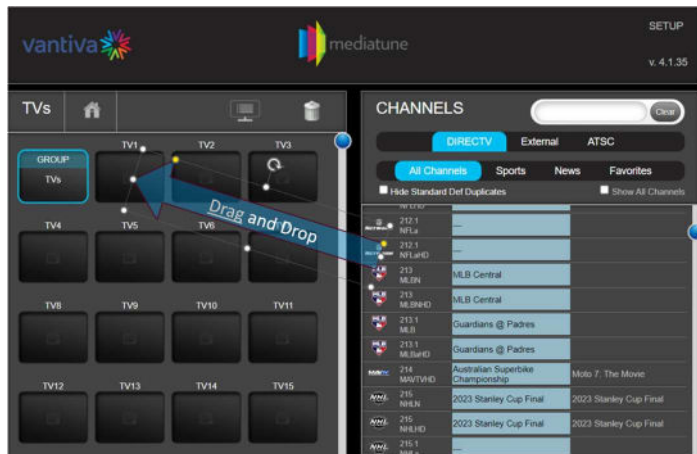 vantiva
mediatune
SETUP
v. 4.1.35
TVs
GROUP
TVs
TV1
TV2
TV3
TV4
TV5
TV6
TV8
TV9
TV10
TV11
TV12
TV13
TV14
TV15
Drag and Drop
CHANNELS
Clear
DIRECTV External ATSC
All Channels Sports News Favorites
Hide Standard Def Duplicates Show All Channels
212.1
NFLa
---
212.1
NFLaHD
---
213
MLBN
MLB Central
213
MLBNHD
MLB Central
213.1
MLB
Guardians @ Padres
213.1
MLBaHD
Guardians @ Padres
214
MAVTVHD
Australian Superbike
Championship
Moto 7: The Movie
215
NHLN
2023 Stanley Cup Final 2023 Stanley Cup Final
215
NHLHD
2023 Stanley Cup Final 2023 Stanley Cup Final
215.1
---